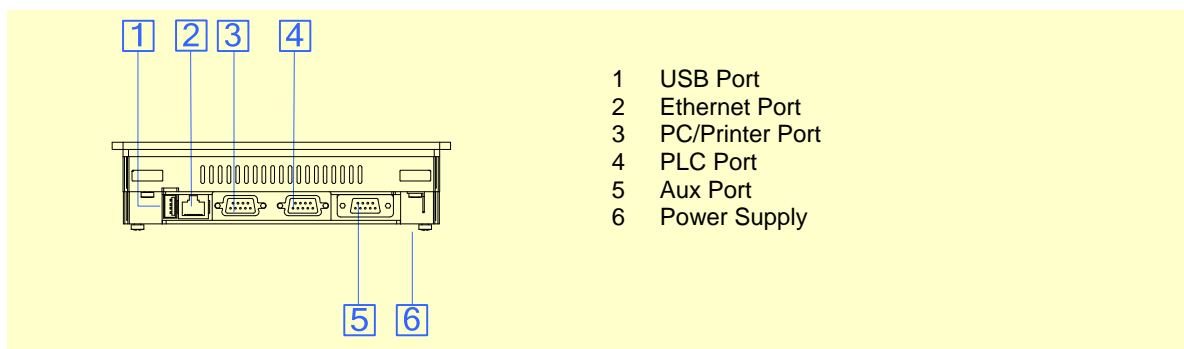 1 2 3 4
1 USB Port
2 Ethernet Port
3 PC/Printer Port
4 PLC Port
5 Aux Port
6 Power Supply
5 6